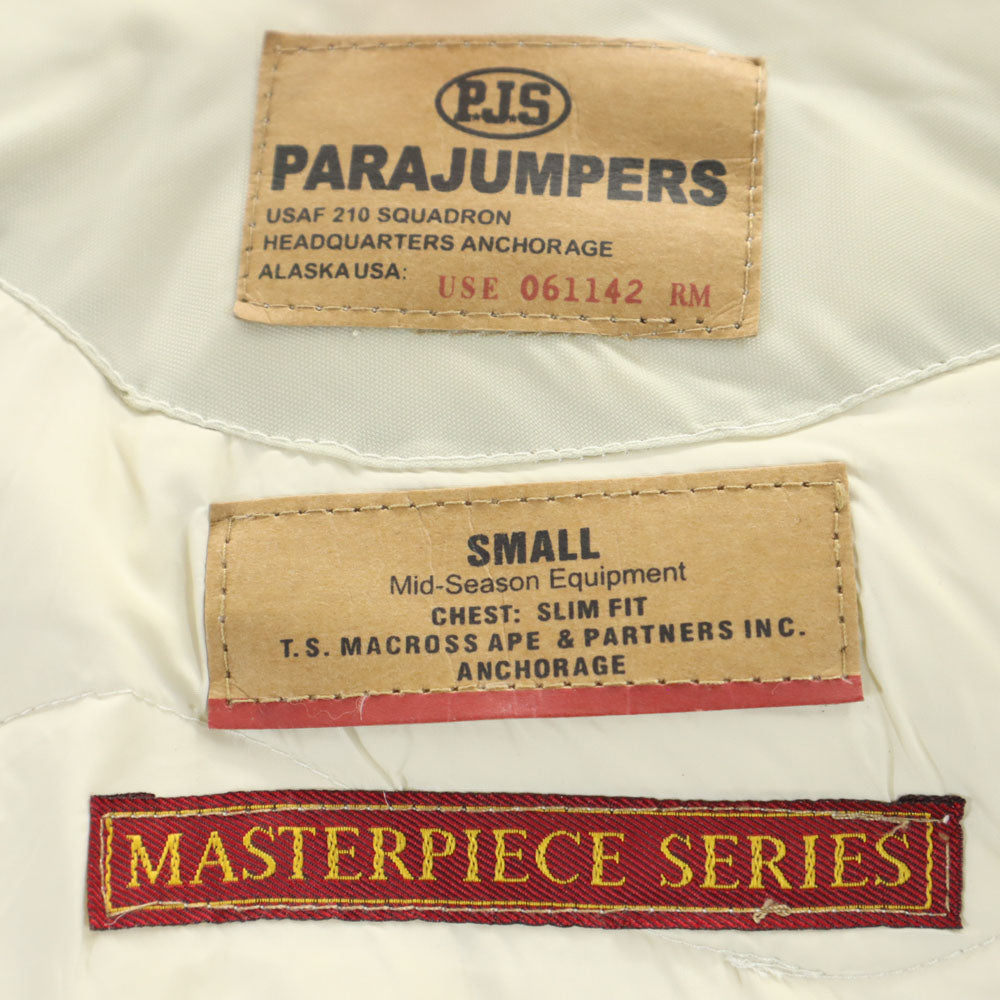 P.J.S
PARAJUMPERS
USAF 210 SQUADRON
HEADQUARTERS ANCHORAGE
ALASKA USA: USE 061142 RM
SMALL
Mid-Season Equipment
CHEST: SLIM FIT
T.S. MACROSS APE & PARTNERS INC.
ANCHORAGE
MASTERPIECE SERIES